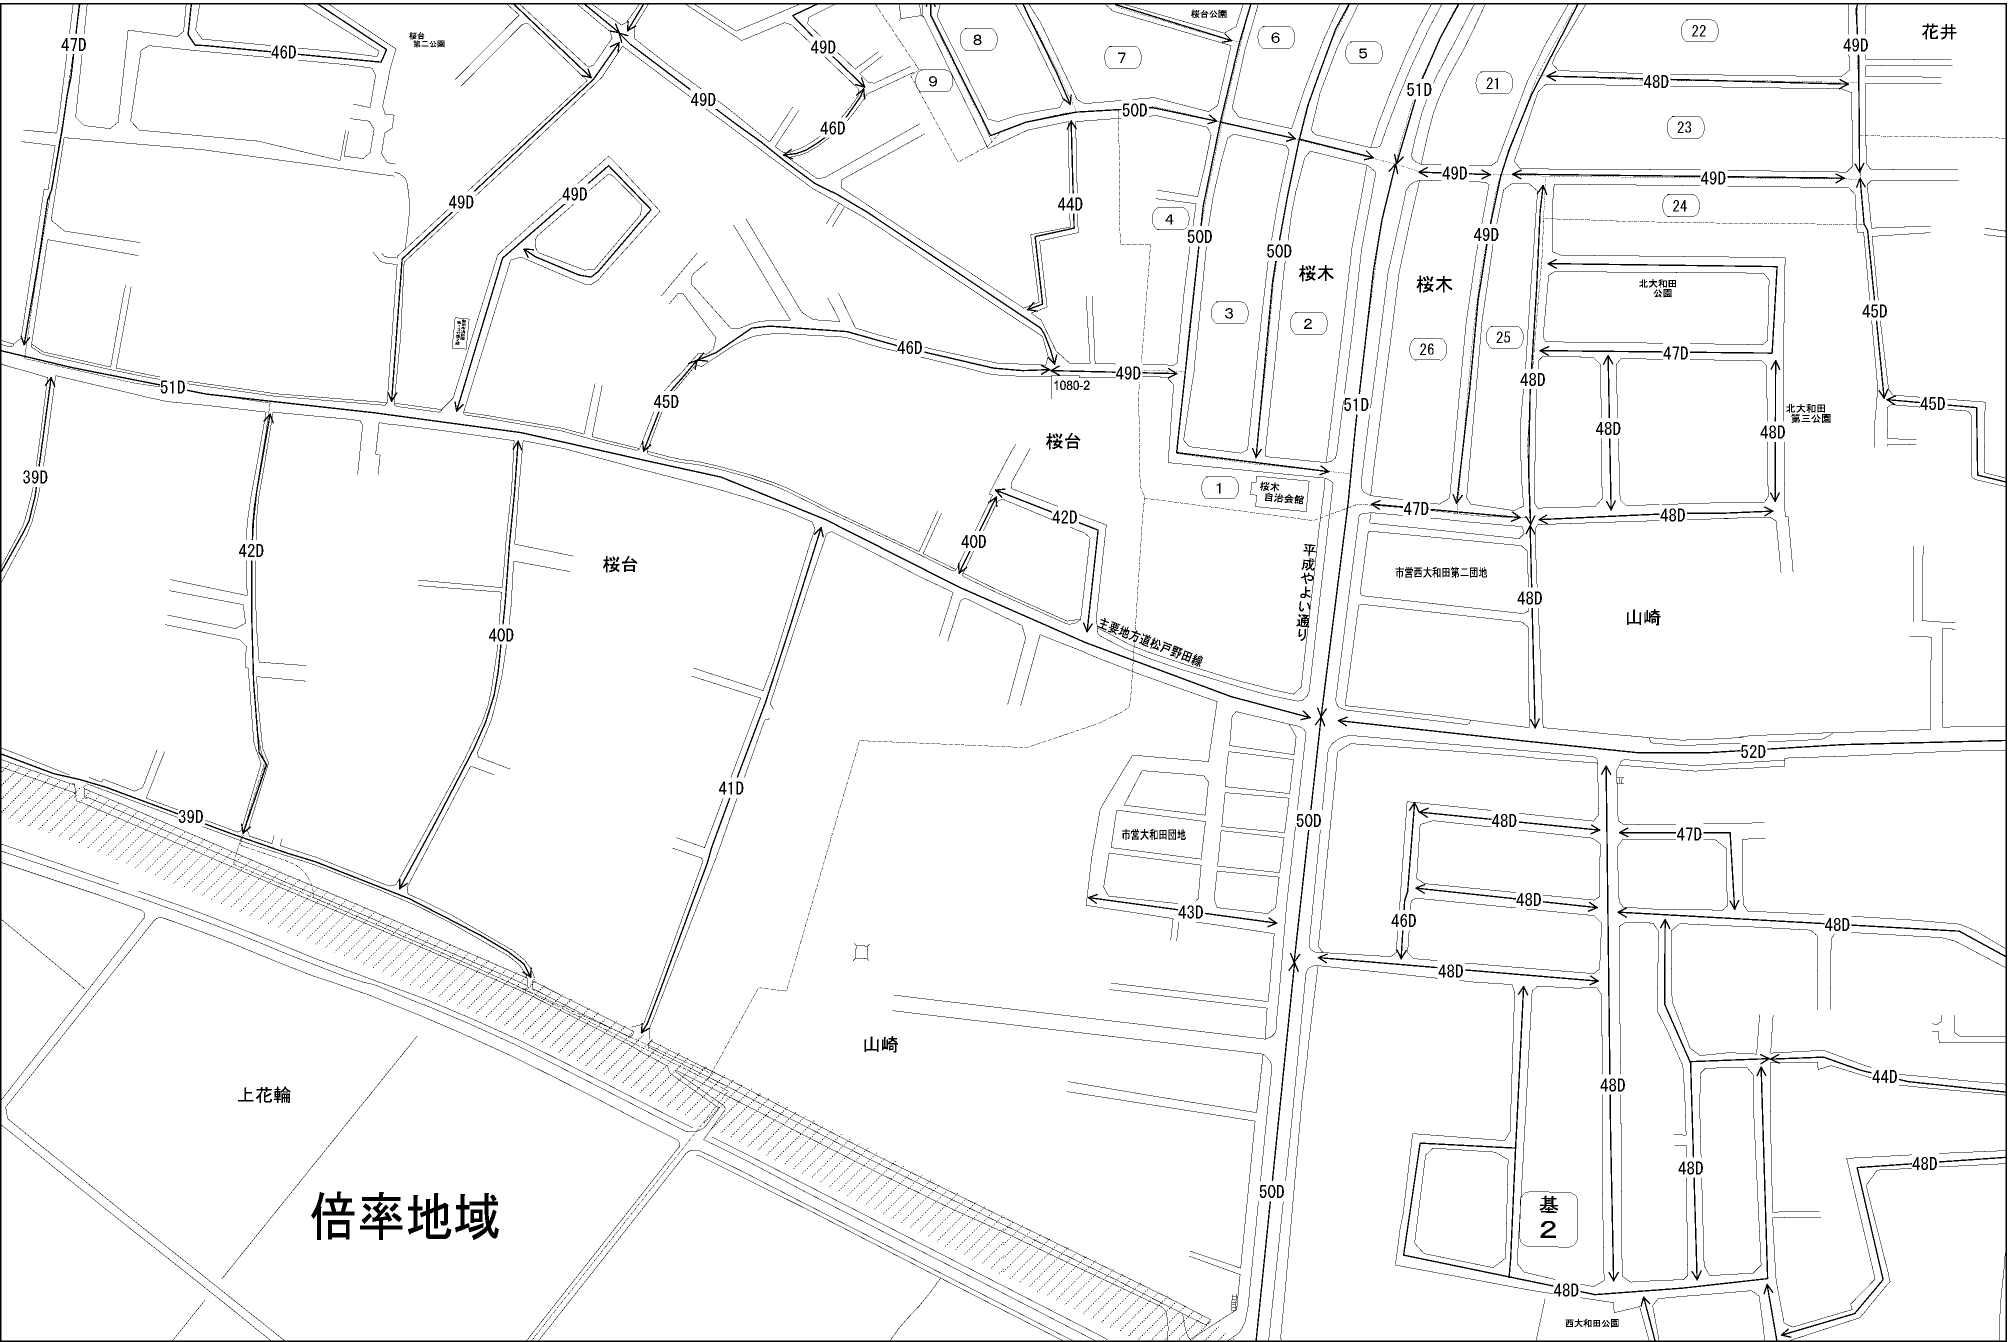 47D
46D
桜台
第二公園
49D
46D
49D
9
8
7
桜台公園
50D
6
5
51D
21
22
48D
23
49D
花井
49D
49D
24
49D
49D
44D
4
50D
50D
桜木
桜木
49D
3
2
26
25
北大和田
公園
47D
48D
45D
45D
北大和田
第三公園
48D
48D
48D
51D
46D
49D
1080-2
45D
51D
桜台
39D
42D
40D
桜台
40D
42D
1
桜木
自治会館
47D
平成やよい通り
主要地方道松戸野田線
市営西大和田第二団地
48D
山崎
52D
41D
39D
50D
市営大和田団地
43D
48D
47D
48D
46D
48D
48D
山崎
上花輪
倍率地域
50D
48D
44D
48D
48D
基
2
48D
西大和田公園